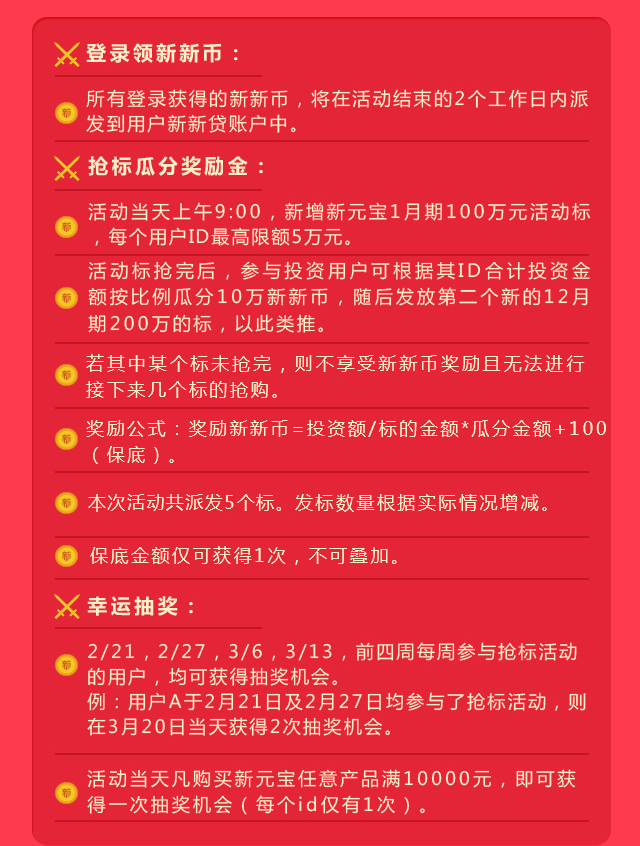 登录领新新币：
所有登录获得的新新币，将在活动结束的2个工作日内派
发到用户新新贷账户中。
抢标瓜分奖励金：
活动当天上午9:00，新增新元宝1月期100万元活动标
，每个用户ID最高限额5万元。
活动标抢完后，参与投资用户可根据其ID合计投资金
额按比例瓜分10万新新币，随后发放第二个新的12月
期200万的标，以此类推。
若其中某个标未抢完，则不享受新新币奖励且无法进行
接下来几个标的抢购。
奖励公式：奖励新新币=投资额/标的金额*瓜分金额+100
（保底）。
本次活动共派发5个标。发标数量根据实际情况增减。
保底金额仅可获得1次，不可叠加。
幸运抽奖：
2/21，2/27，3/6，3/13，前四周每周参与抢标活动
的用户，均可获得抽奖机会。
例：用户A于2月21日及2月27日均参与了抢标活动，则
在3月20日当天获得2次抽奖机会。
活动当天凡购买新元宝任意产品满10000元，即可获
得一次抽奖机会（每个id仅有1次）。